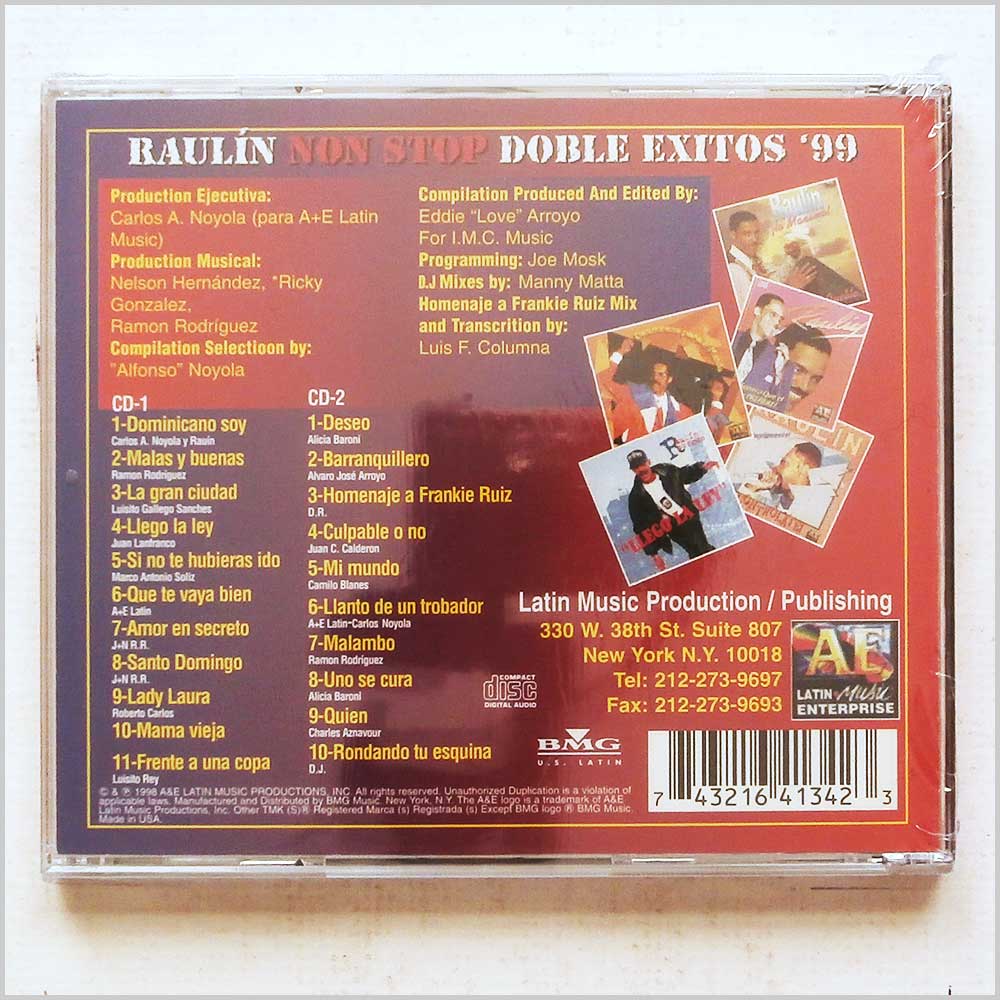 RAULÍN NON STOP DOBLE EXITOS '99
Production Ejecutiva:
Carlos A. Noyola (para A+E Latin
Music)
Production Musical:
Nelson Hernández, "Ricky
Gonzalez,
Ramon Rodríguez
Compilation Selectioon by:
"Alfonso" Noyola
Compilation Produced And Edited By:
Eddie "Love" Arroyo
For I.M.C. Music
Programming: Joe Mosk
D.J Mixes by: Manny Matta
Homenaje a Frankie Ruiz Mix
and Transcrition by:
Luis F. Columna
CD-1
1-Dominicano soy
Carlos A. Noyola y Rauin
2-Malas y buenas
Ramon Rodriguez
3-La gran ciudad
Luisito Gallego Sanches
4-Llego la ley
Juan Lanfranco
5-Si no te hubieras ido
Marco Antonio Soliz
6-Que te vaya bien
A+E Latin
7-Amor en secreto
J+N R.R.
8-Santo Domingo
J+N R.R.
9-Lady Laura
Roberto Carlos
10-Mama vieja
11-Frente a una copa
Luisito Rey
CD-2
1-Deseo
Alicia Baroni
2-Barranquillero
Alvaro José Arroyo
3-Homenaje a Frankie Ruiz
D.R.
4-Culpable o no
Juan C. Calderon
5-Mi mundo
Camilo Blanes
6-Llanto de un trobador
A+E Latin-Carlos Noyola
7-Malambo
Ramon Rodríguez
8-Uno se cura
Alicia Baroni
9-Quien
Charles Aznavour
10-Rondando tu esquina
D.J.
Raulin
Raulin
"LLEGO LA LEY"
COMPACT
disc
DIGITAL AUDIO
BMG
U.S. LATIN
Latin Music Production / Publishing
330 W. 38th St. Suite 807
New York N.Y. 10018
Tel: 212-273-9697
Fax: 212-273-9693
AE
LATIN Music
ENTERPRISE
7 43216 41342 3
© & ℗ 1998 A&E LATIN MUSIC PRODUCTIONS, INC. All rights reserved. Unauthorized Duplication is a violation of
applicable laws. Manufactured and Distributed by BMG Music. New York, N.Y. The A&E logo is a trademark of A&E
Latin Music Productions, Inc. Other TMK (S)® Registered Marca (s) Registrada (s) Except BMG logo ® BMG Music.
Made in USA.